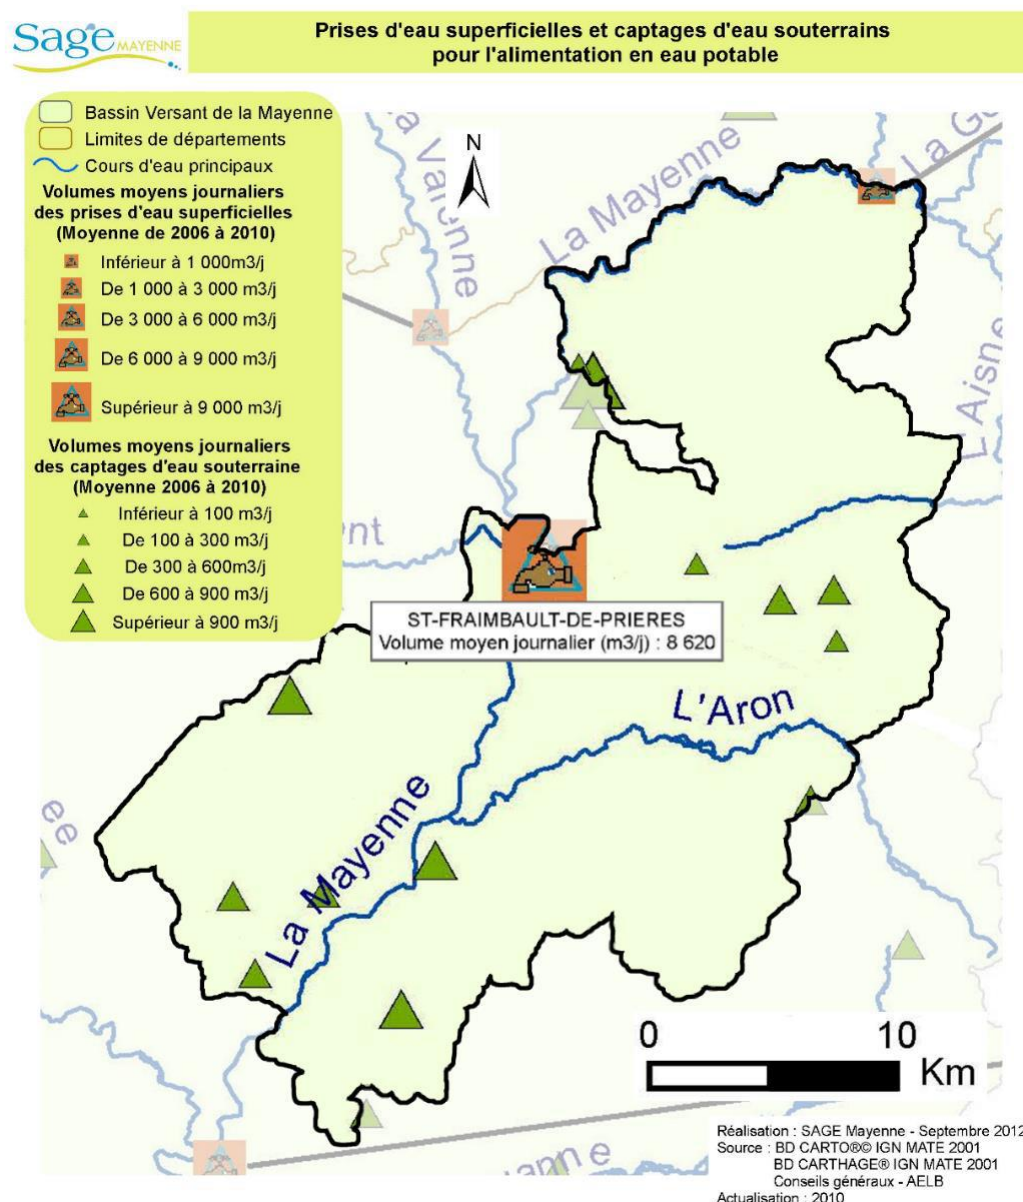 Sage MAYENNE
Prises d'eau superficielles et captages d'eau souterrains
pour l'alimentation en eau potable
Bassin Versant de la Mayenne
Limites de départements
Cours d'eau principaux
Volumes moyens journaliers
des prises d'eau superficielles
(Moyenne de 2006 à 2010)
Inférieur à 1 000m3/j
De 1 000 à 3 000 m3/j
De 3 000 à 6 000 m3/j
De 6 000 à 9 000 m3/j
Supérieur à 9 000 m3/j
Volumes moyens journaliers
des captages d'eau souterraine
(Moyenne 2006 à 2010)
Inférieur à 100 m3/j
De 100 à 300 m3/j
De 300 à 600m3/j
De 600 à 900 m3/j
Supérieur à 900 m3/j
N
La Mayenne
L'Aisne
ST-FRAIMBAULT-DE-PRIERES
Volume moyen journalier (m3/j) : 8 620
L'Aron
La Mayenne
0 10
Km
Réalisation : SAGE Mayenne - Septembre 2012
Source : BD CARTO®© IGN MATE 2001
BD CARTHAGE® IGN MATE 2001
Conseils généraux - AELB
Actualisation : 2010